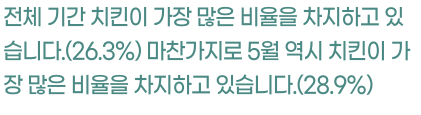 전체 기간 치킨이 가장 많은 비율을 차지하고 있
습니다.(26.3%) 마찬가지로 5월 역시 치킨이 가
장 많은 비율을 차지하고 있습니다.(28.9%)